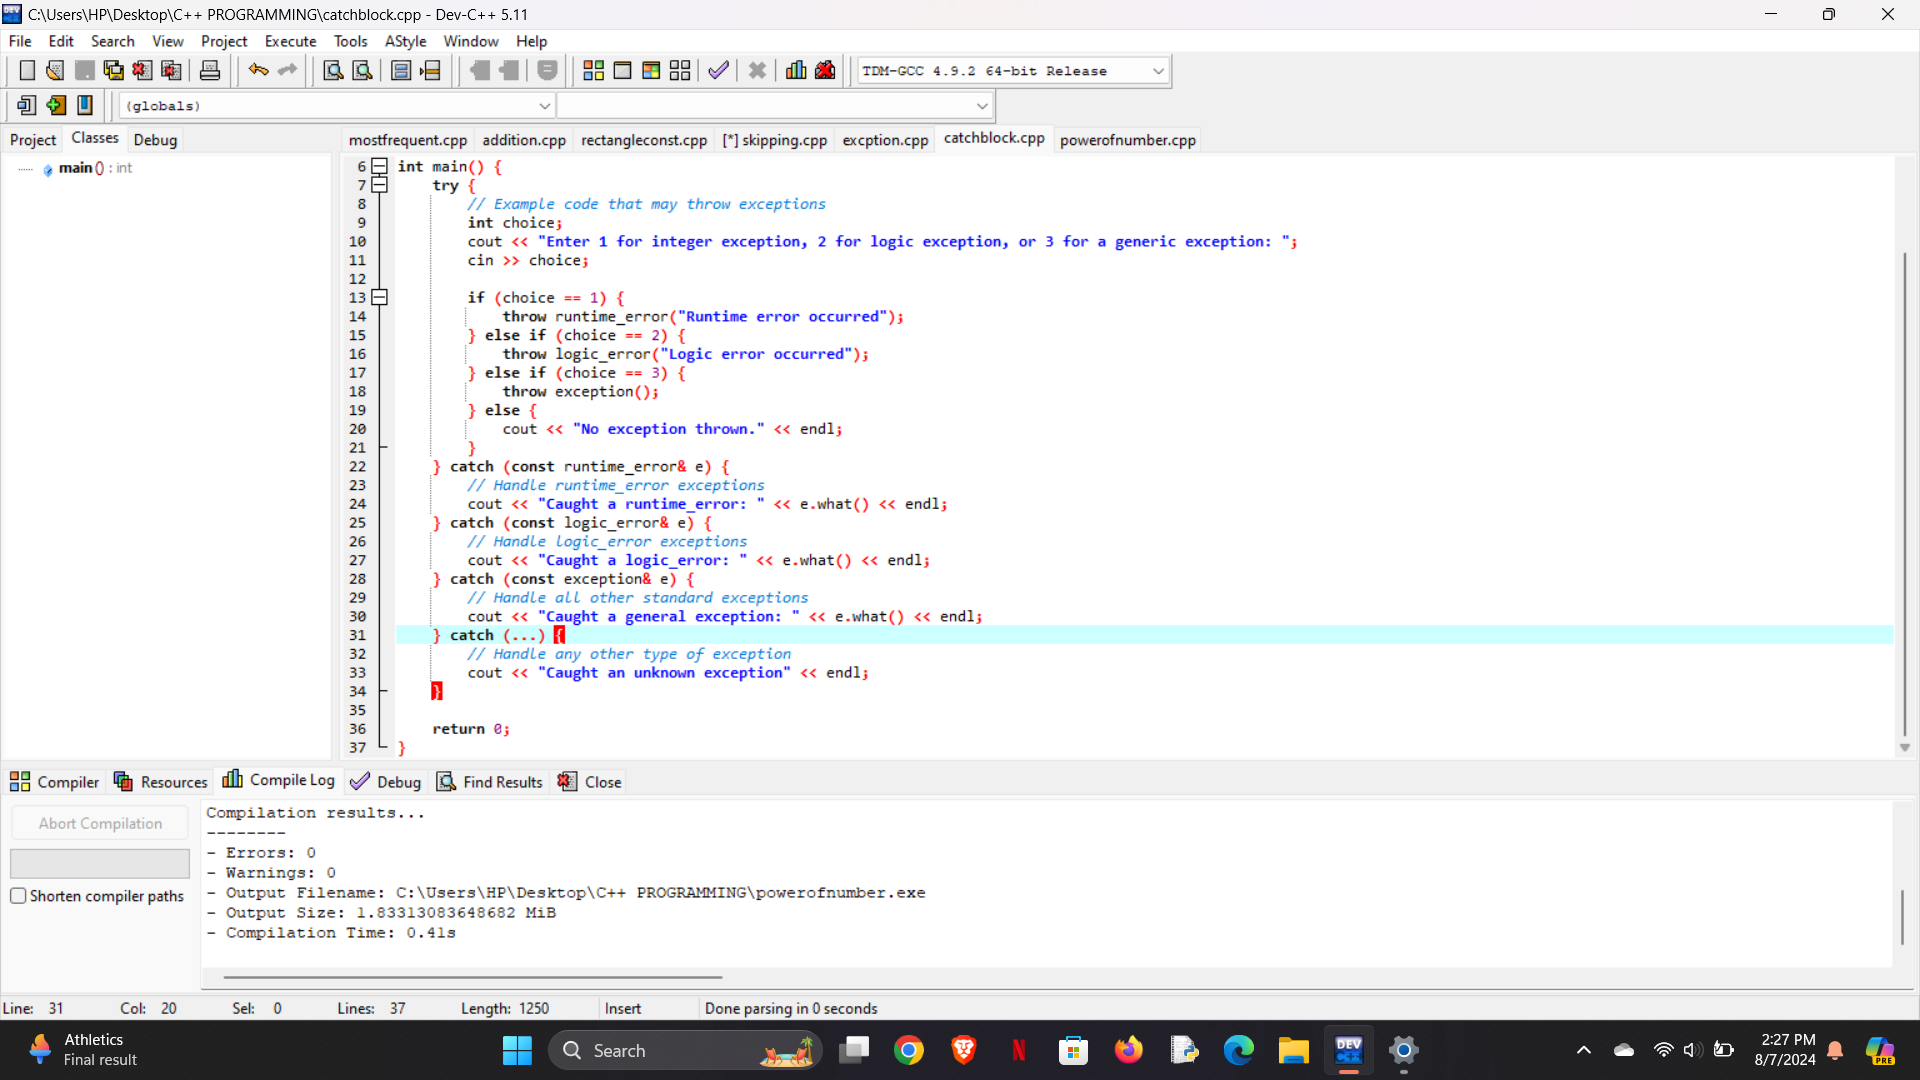 C:\Users\HP\Desktop\C++ PROGRAMMING\catchblock.cpp - Dev-C++ 5.11
File Edit Search View Project Execute Tools AStyle Window Help
TDM-GCC 4.9.2 64-bit Release
(globals)
Project Classes Debug
mostfrequent.cpp addition.cpp rectangleconst.cpp [*] skipping.cpp excption.cpp catchblock.cpp powerofnumber.cpp
main () : int
6 int main() {
7 try {
8 // Example code that may throw exceptions
9 int choice;
10 cout << "Enter 1 for integer exception, 2 for logic exception, or 3 for a generic exception: ";
11 cin >> choice;
12
13 if (choice == 1) {
14 throw runtime_error("Runtime error occurred");
15 } else if (choice == 2) {
16 throw logic_error("Logic error occurred");
17 } else if (choice == 3) {
18 throw exception();
19 } else {
20 cout << "No exception thrown." << endl;
21 }
22 } catch (const runtime_error& e) {
23 // Handle runtime_error exceptions
24 cout << "Caught a runtime_error: " << e.what() << endl;
25 } catch (const logic_error& e) {
26 // Handle logic_error exceptions
27 cout << "Caught a logic_error: " << e.what() << endl;
28 } catch (const exception& e) {
29 // Handle all other standard exceptions
30 cout << "Caught a general exception: " << e.what() << endl;
31 } catch (...) {
32 // Handle any other type of exception
33 cout << "Caught an unknown exception" << endl;
34 }
35
36 return 0;
37 }
Compiler Resources Compile Log Debug Find Results Close
Abort Compilation
Shorten compiler paths
Compilation results...
--------
- Errors: 0
- Warnings: 0
- Output Filename: C:\Users\HP\Desktop\C++ PROGRAMMING\powerofnumber.exe
- Output Size: 1.83313083648682 MiB
- Compilation Time: 0.41s
Line: 31 Col: 20 Sel: 0 Lines: 37 Length: 1250 Insert Done parsing in 0 seconds
Athletics
Final result
Search
DEV
C++
2:27 PM
8/7/2024
PRE